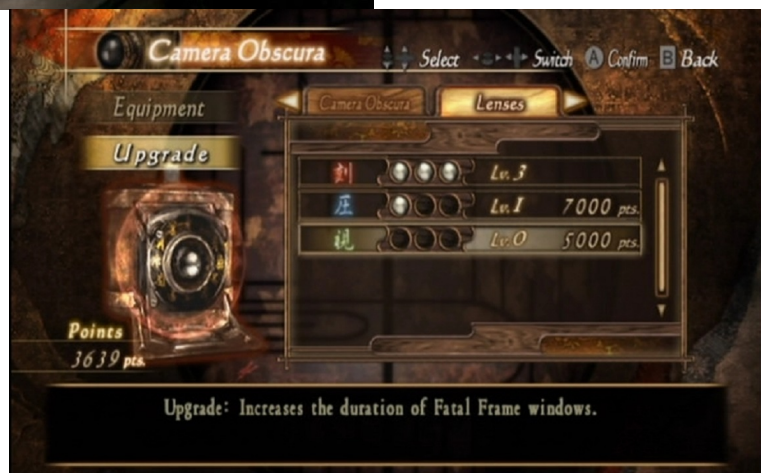 Camera Obscura
Select Switch A Confirm B Back
Equipment
Upgrade
Camera Obscura Lenses
刻 Lv. 3
圧 Lv. 1 7000 pts.
視 Lv. 0 5000 pts.
Points
3639 pts.
Upgrade: Increases the duration of Fatal Frame windows.